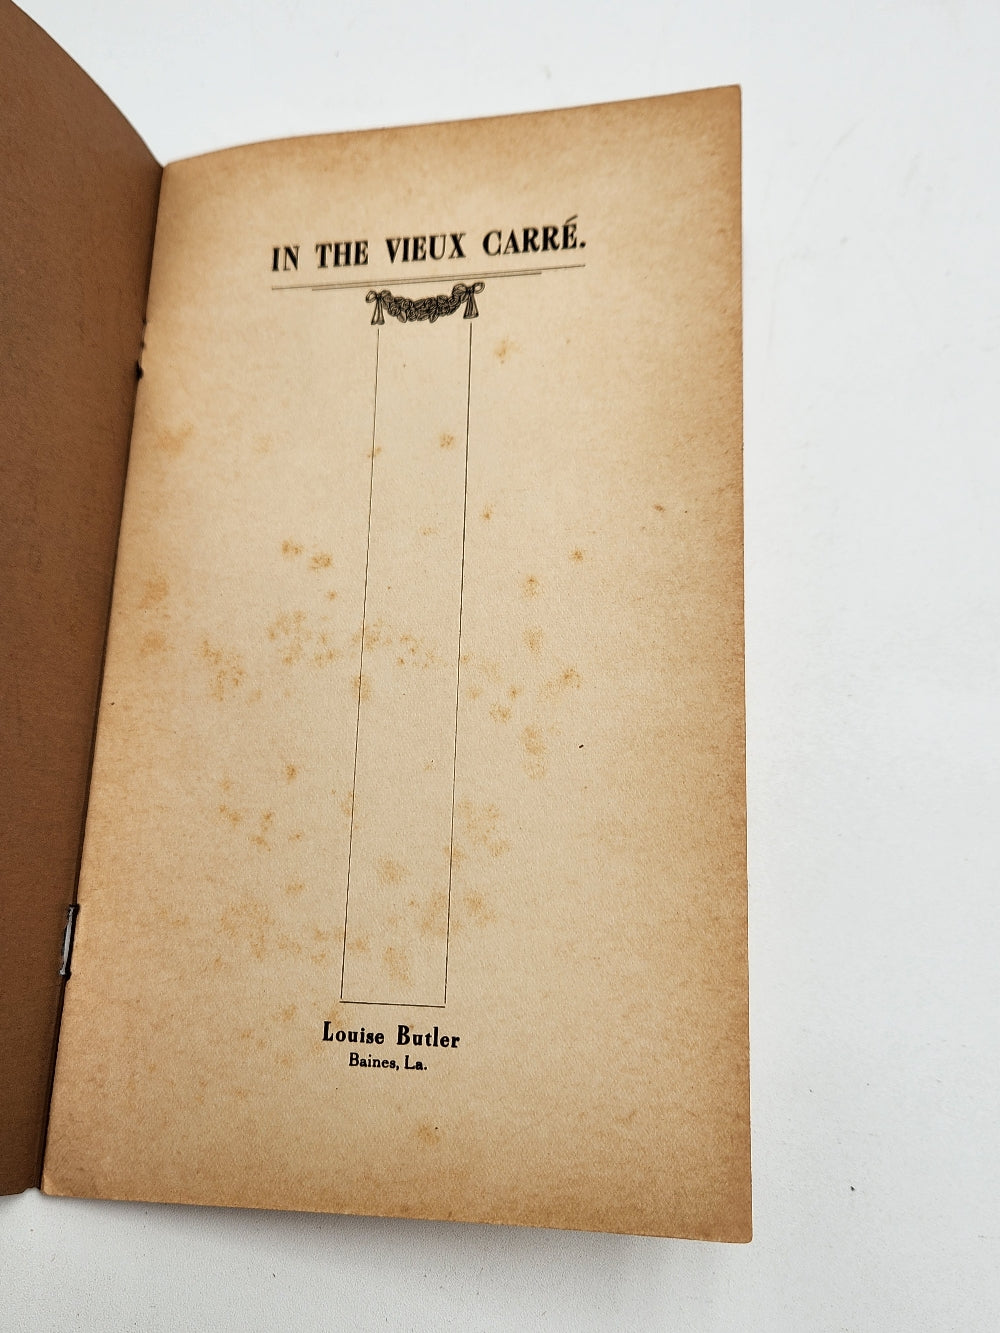 IN THE VIEUX CARRÉ.
Louise Butler
Baines, La.